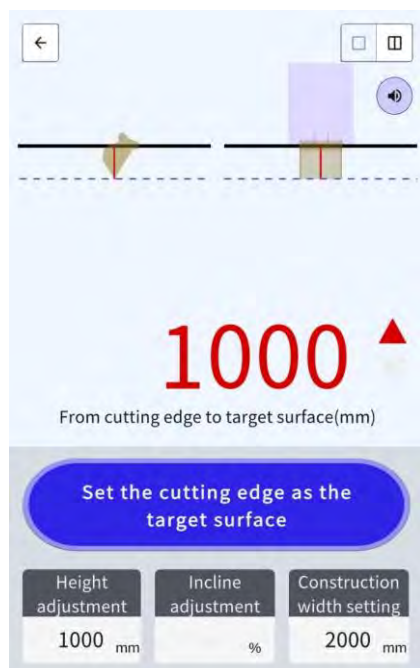 1000
From cutting edge to target surface(mm)
Set the cutting edge as the
target surface
Height
adjustment
1000 mm
Incline
adjustment
%
Construction
width setting
2000 mm